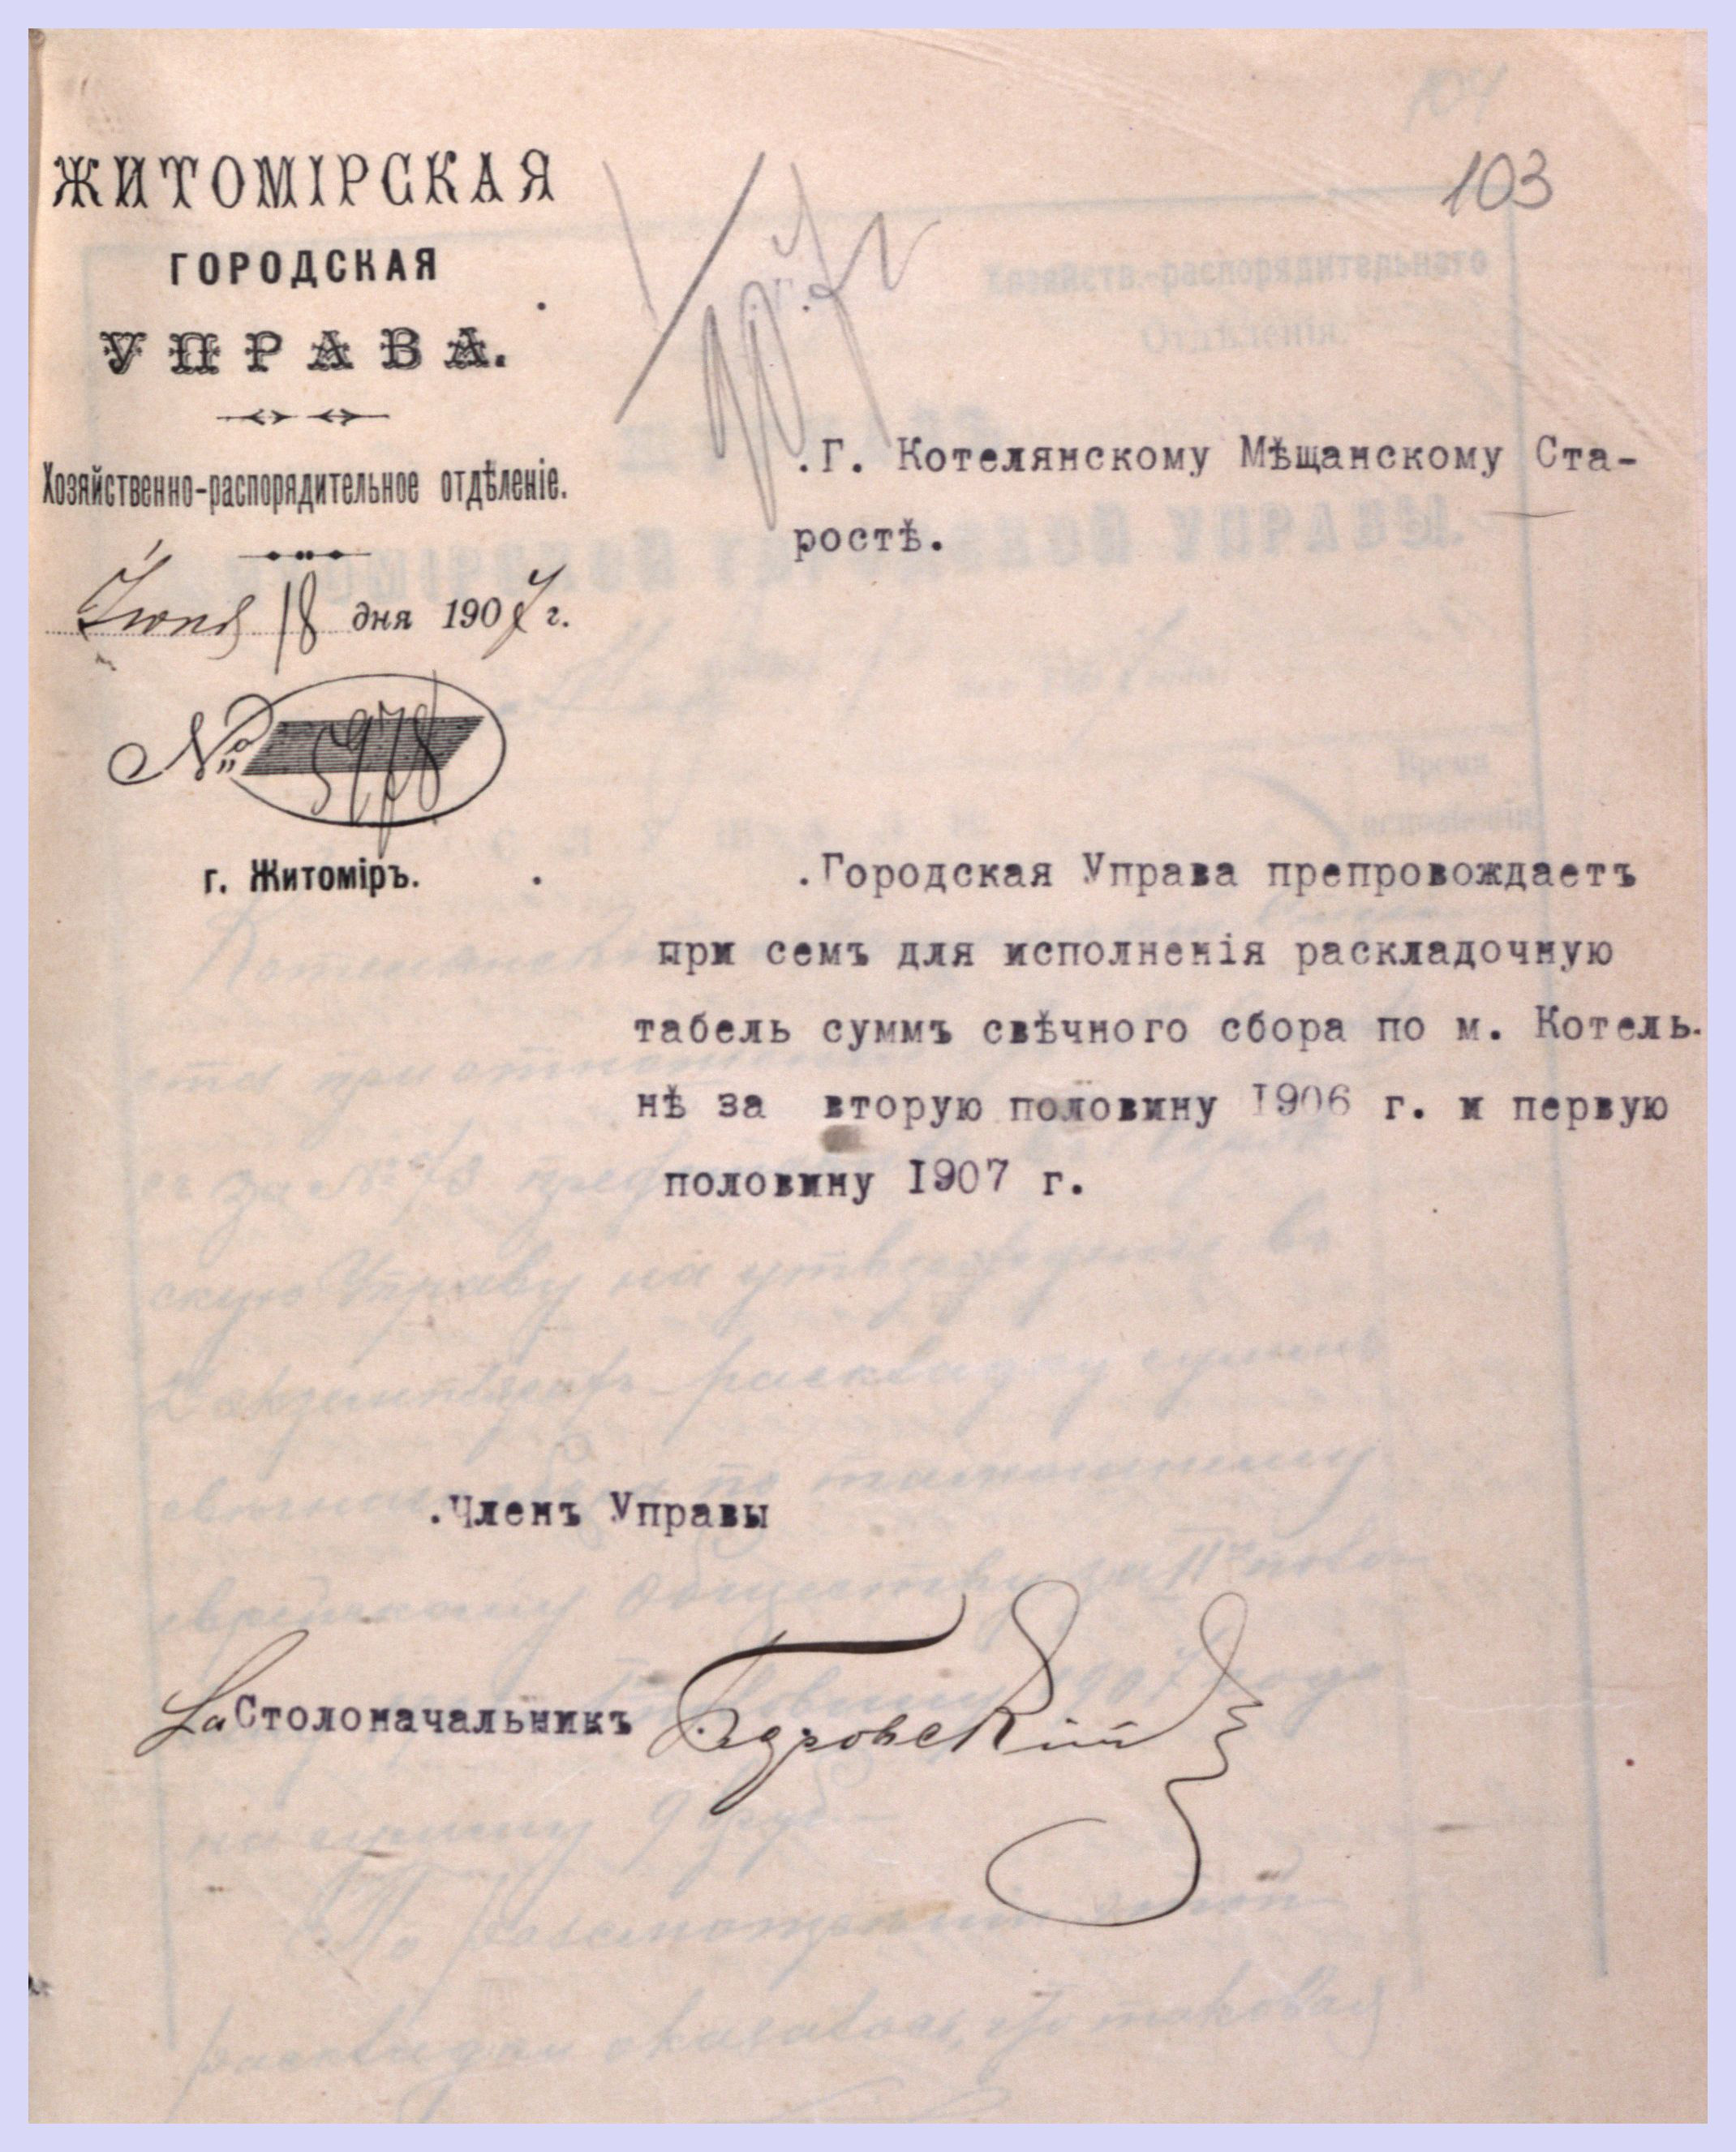 103
ЖИТОМІРСКАЯ
ГОРОДСКАЯ
УПРАВА.
Хозяйственно-распорядительное отдѣленіе.
Іюня 18 дня 1907 г.
№ 5978
г. Житоміръ.
.Г. Котелянскому Мѣщанскому Ста-
ростѣ.
.Городская Управа препровождаетъ
при семъ для исполненія раскладочную
табель суммъ свѣчного сбора по м. Котель-
нѣ за вторую половину 1906 г. и первую
половину 1907 г.
.Членъ Управы
За Столоначальникъ